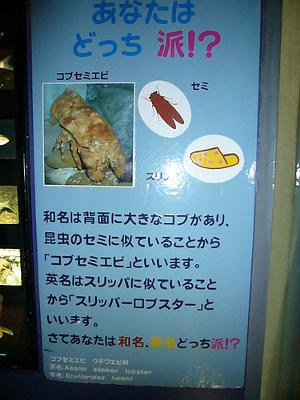 あなたは
どっち 派!?
コブセミエビ
セミ
スリッ
和名は背面に大きなコブがあり、
昆虫のセミに似ていることから
「コブセミエビ」といいます。
英名はスリッパに似ていること
から「スリッパーロブスター」と
いいます。
さてあなたは和名、英名どっち派!?
コブセミエビ ウチワエビ科
英名:Aesop slipper lobster
学名:Scyllarides haanii